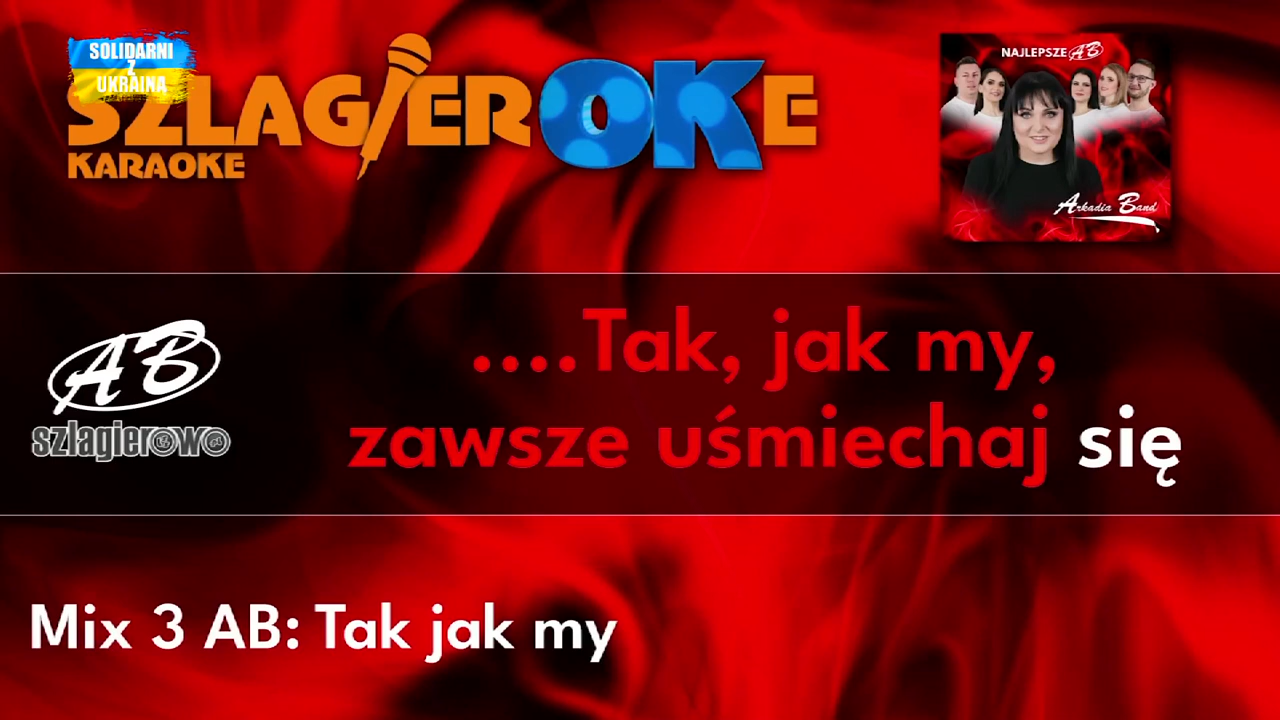 SOLIDARNI
Z
UKRAINĄ
SZLAGIEROKE
KARAOKE
NAJLEPSZE AB
Arkadia Band
....Tak, jak my,
zawsze uśmiechaj się
AB
szlagierowo
Mix 3 AB: Tak jak my